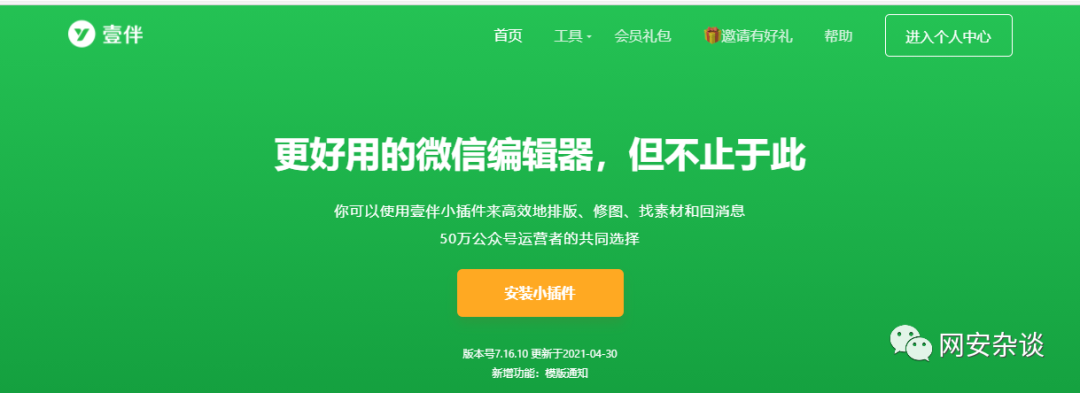 壹伴
首页 工具 会员礼包 邀请有好礼 帮助 进入个人中心
更好用的微信编辑器，但不止于此
你可以使用壹伴小插件来高效地排版、修图、找素材和回消息
50万公众号运营者的共同选择
安装小插件
版本号7.16.10 更新于2021-04-30
新增功能：模版通知
网安杂谈